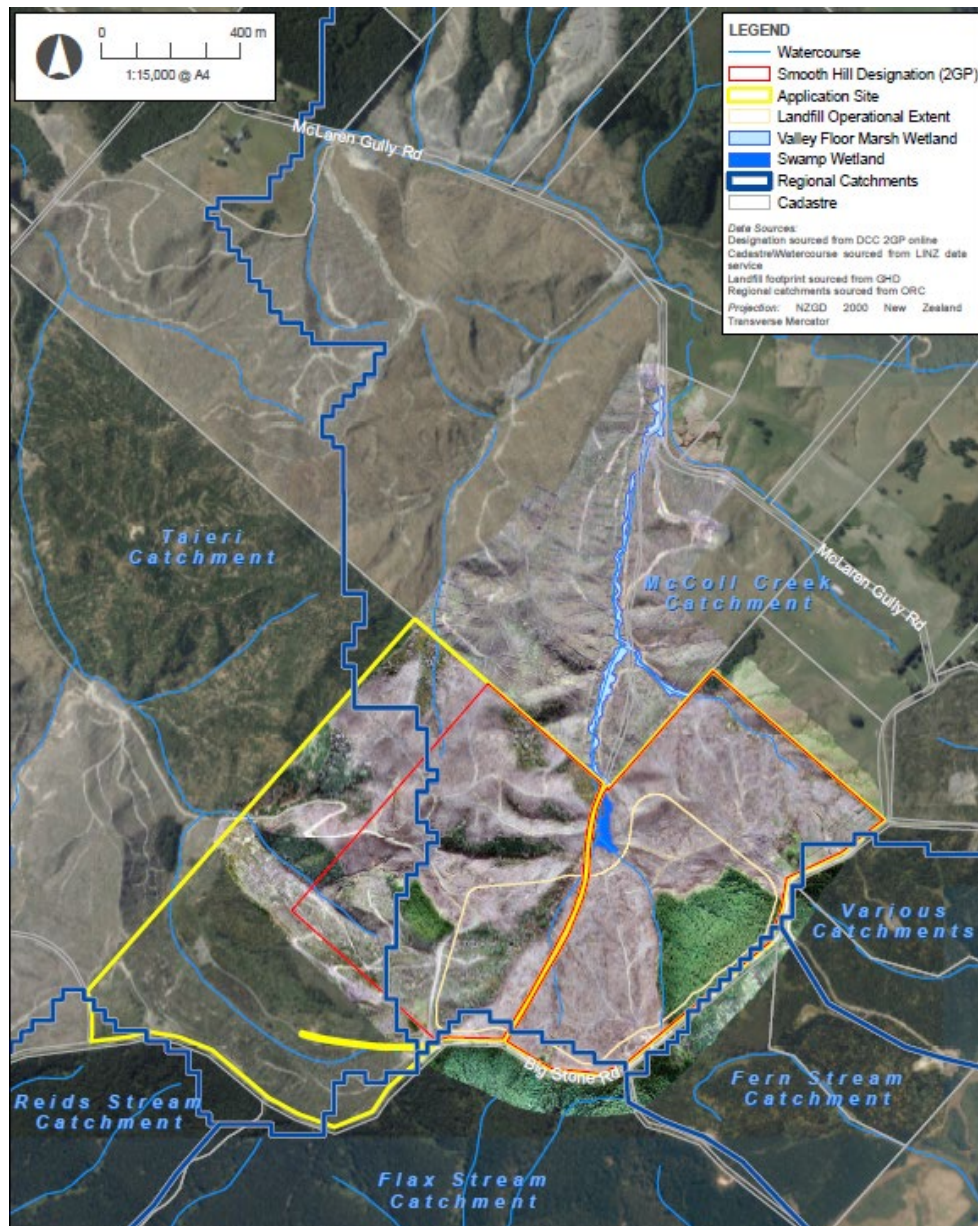 0 400 m
1:15,000 @ A4
LEGEND
Watercourse
Smooth Hill Designation (2GP)
Application Site
Landfill Operational Extent
Valley Floor Marsh Wetland
Swamp Wetland
Regional Catchments
Cadastre
Data Sources:
Designation sourced from DCC 2GP online
Cadastre\Watercourse sourced from LINZ data
service
Landfill footprint sourced from GHD
Regional catchments sourced from ORC
Projection: NZGD 2000 New Zealand
Transverse Mercator
McLaren Gully Rd
Taieri
Catchment
McLaren Gully Rd
McColl Creek
Catchment
Various
Catchments
Big Stone Rd
Fern Stream
Catchment
Reids Stream
Catchment
Flax Stream
Catchment